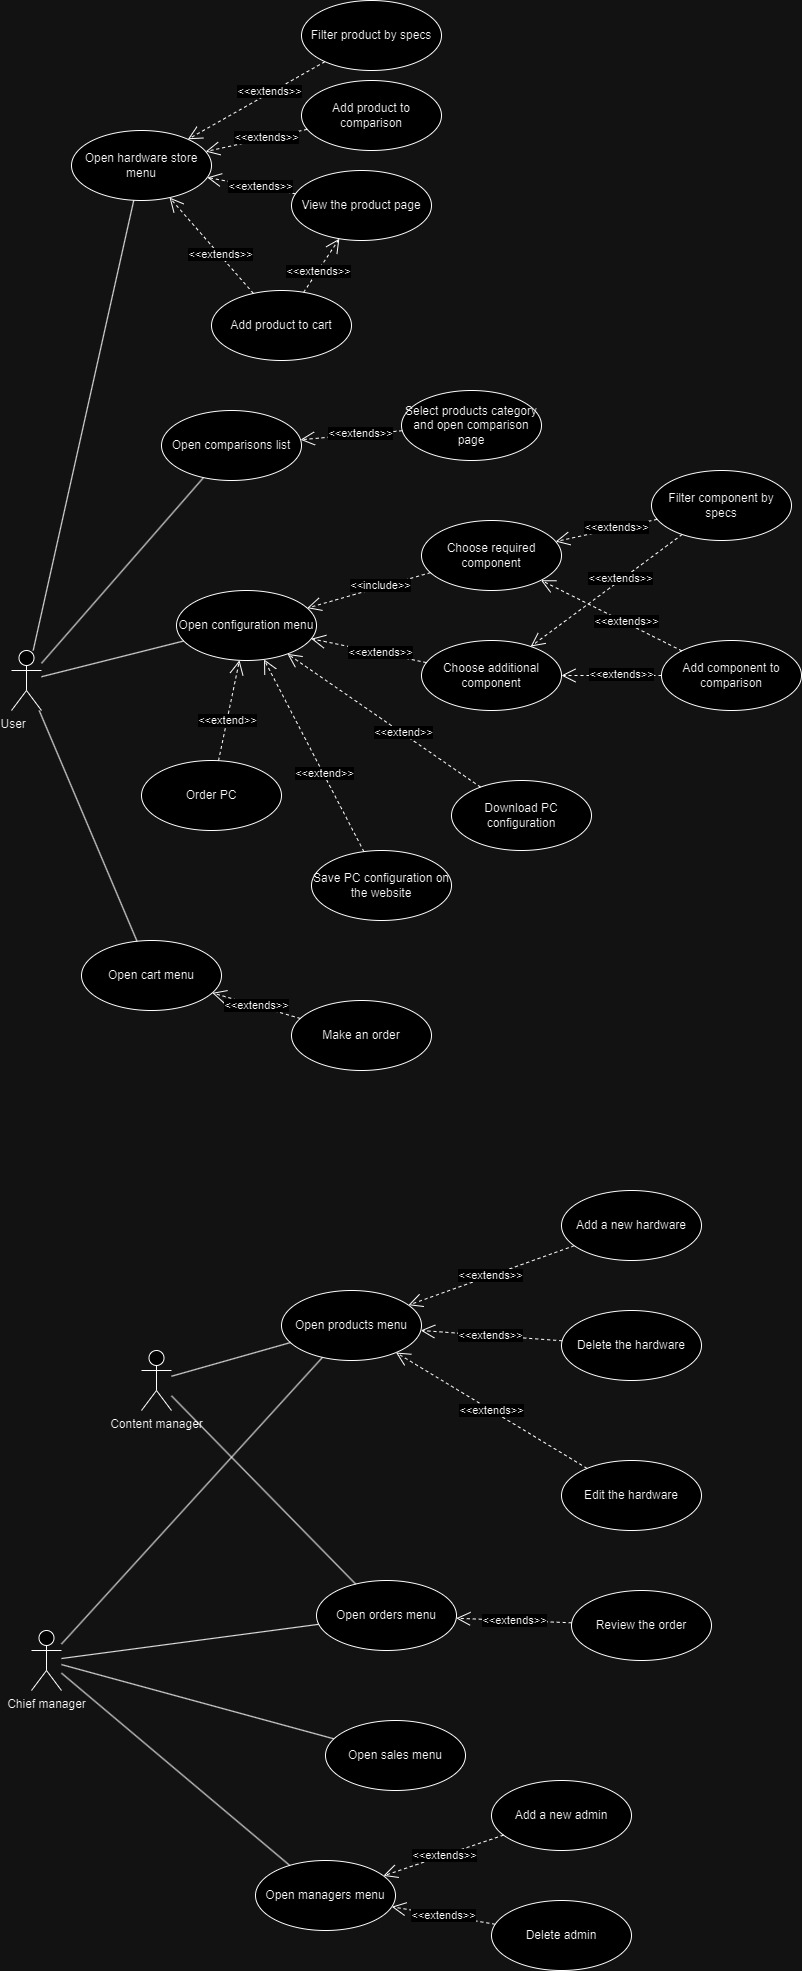 Filter product by specs
<<extends>>
Add product to
comparison
<<extends>>
Open hardware store
menu
<<extends>>
View the product page
<<extends>>
<<extends>>
Add product to cart
Select products category
and open comparison
page
<<extends>>
Open comparisons list
Filter component by
specs
<<extends>>
Choose required
component
<<include>>
<<extends>>
<<extends>>
Open configuration menu
<<extends>>
Choose additional
component
<<extends>>
Add component to
comparison
User
<<extend>>
<<extend>>
<<extend>>
Order PC
Download PC
configuration
Save PC configuration on
the website
Open cart menu
<<extends>>
Make an order
Add a new hardware
<<extends>>
Open products menu
<<extends>>
Delete the hardware
<<extends>>
Content manager
Edit the hardware
Open orders menu
<<extends>>
Review the order
Chief manager
Open sales menu
Add a new admin
<<extends>>
Open managers menu
<<extends>>
Delete admin